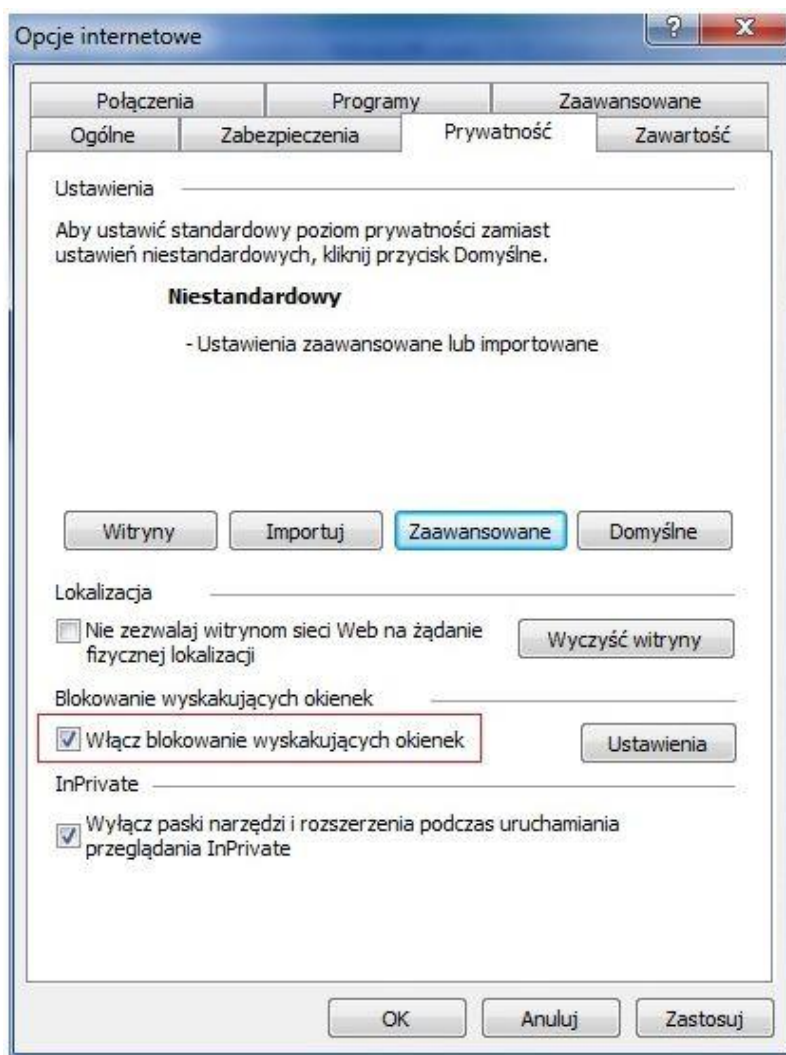 Opcje internetowe
?
X
Połączenia Programy Zaawansowane
Ogólne Zabezpieczenia Prywatność Zawartość
Ustawienia
Aby ustawić standardowy poziom prywatności zamiast
ustawień niestandardowych, kliknij przycisk Domyślne.
Niestandardowy
- Ustawienia zaawansowane lub importowane
Witryny Importuj Zaawansowane Domyślne
Lokalizacja
Nie zezwalaj witrynom sieci Web na żądanie
fizycznej lokalizacji
Wyczyść witryny
Blokowanie wyskakujących okienek
Włącz blokowanie wyskakujących okienek
Ustawienia
InPrivate
Wyłącz paski narzędzi i rozszerzenia podczas uruchamiania
przeglądania InPrivate
OK Anuluj Zastosuj